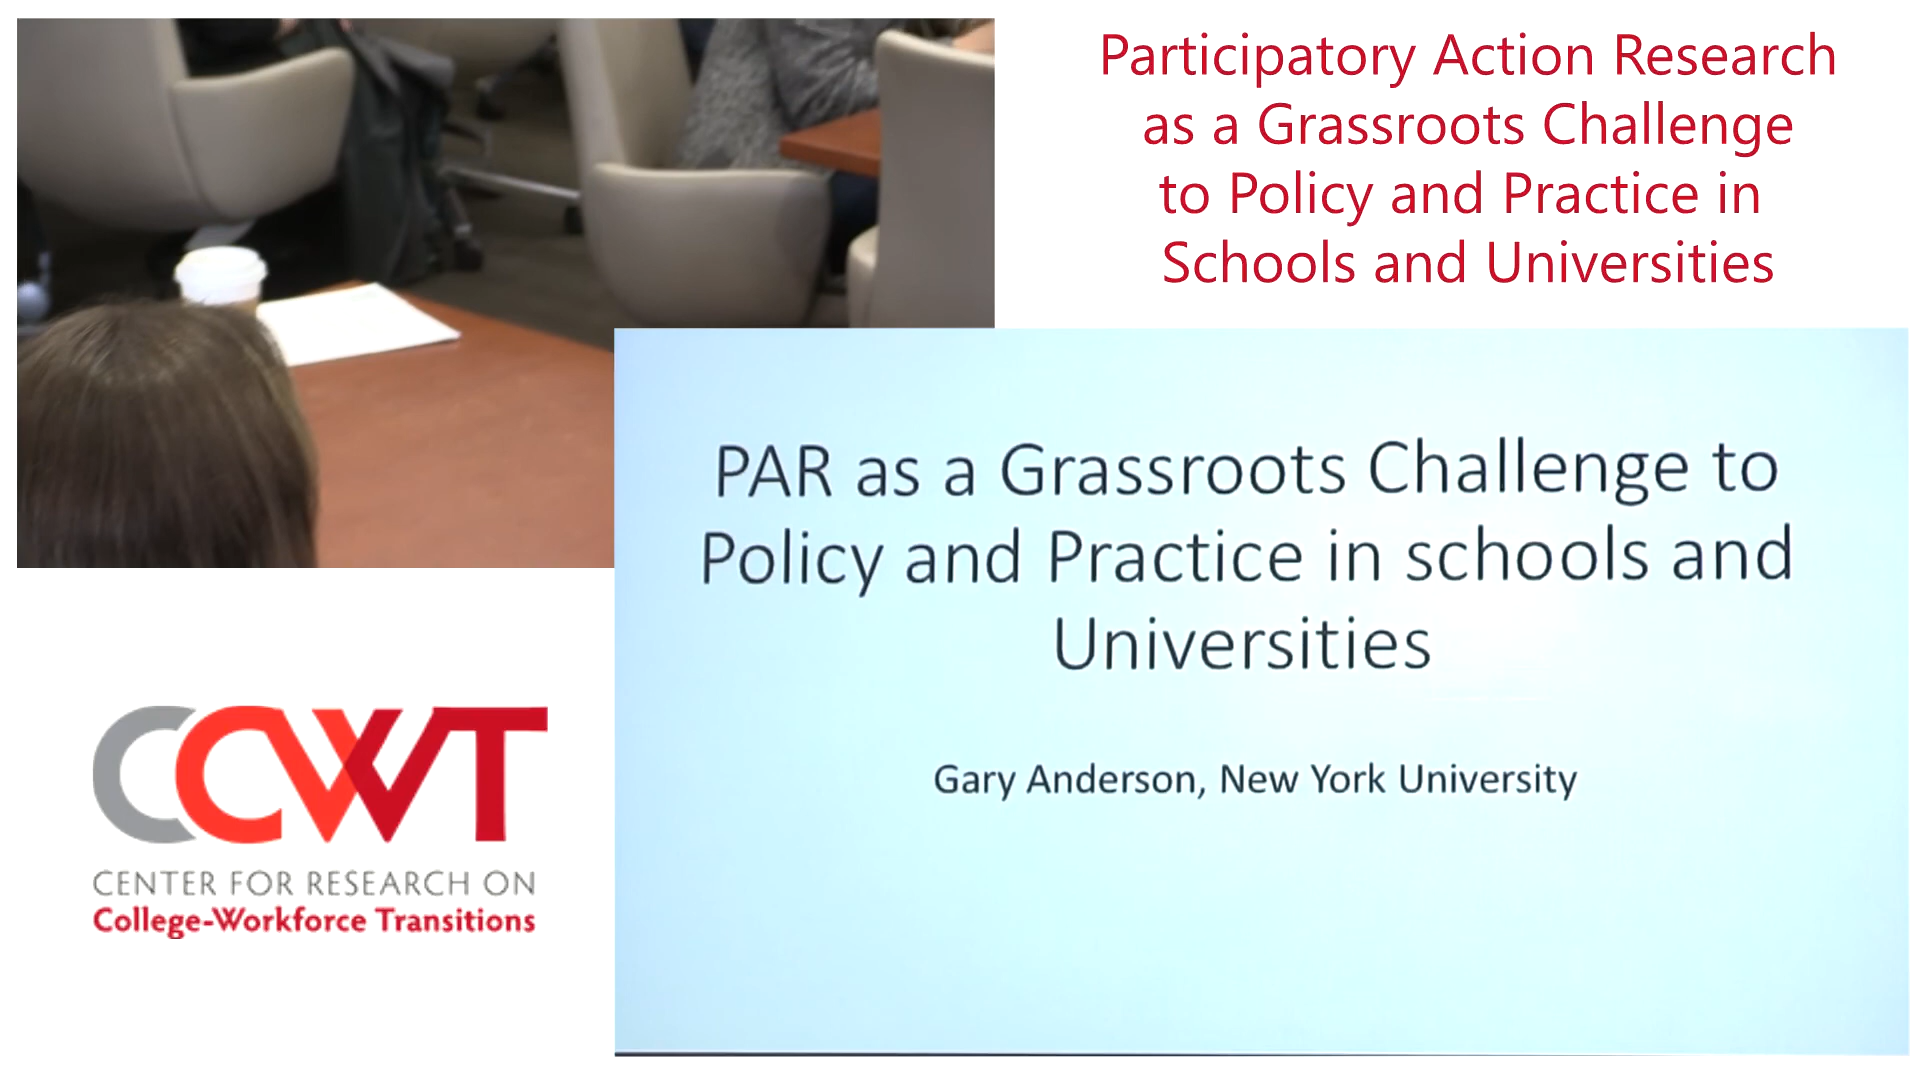 Participatory Action Research
as a Grassroots Challenge
to Policy and Practice in
Schools and Universities
PAR as a Grassroots Challenge to
Policy and Practice in schools and
Universities
Gary Anderson, New York University
CCWT
CENTER FOR RESEARCH ON
College-Workforce Transitions